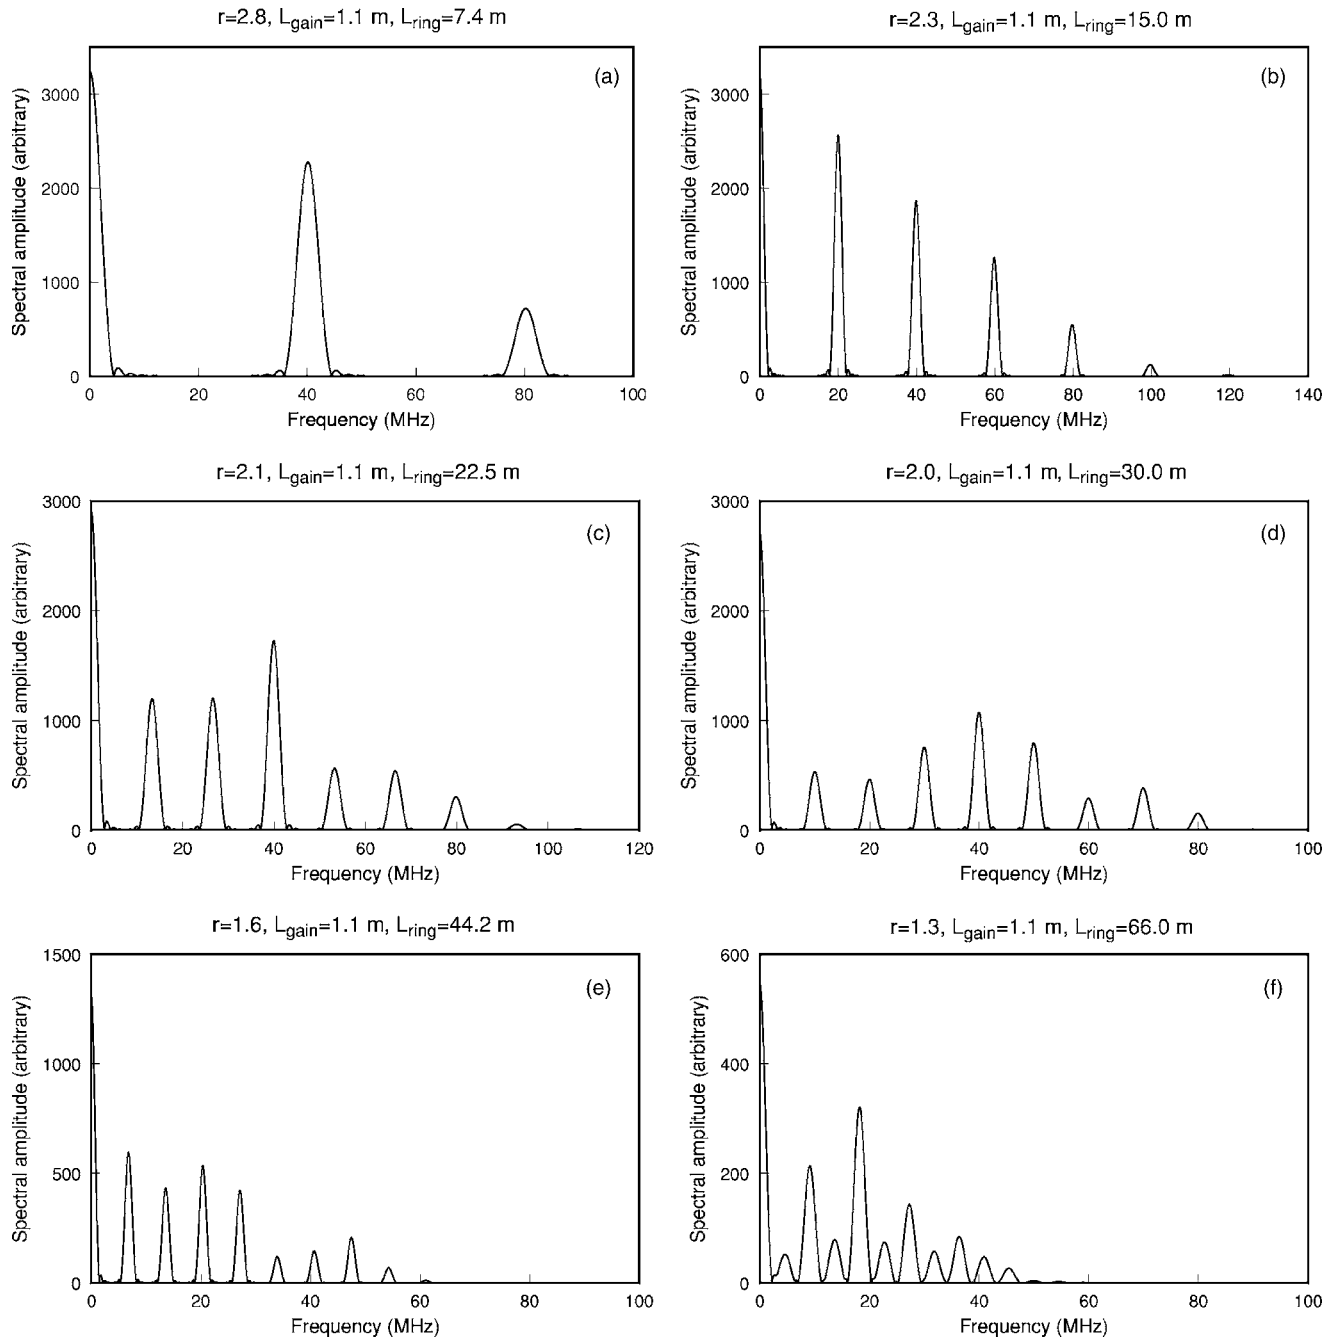 r=2.8, L_gain=1.1 m, L_ring=7.4 m
(a)
Spectral amplitude (arbitrary)
3000
2000
1000
0
0 20 40 60 80 100
Frequency (MHz)
r=2.3, L_gain=1.1 m, L_ring=15.0 m
(b)
Spectral amplitude (arbitrary)
3000
2000
1000
0
0 20 40 60 80 100 120 140
Frequency (MHz)
r=2.1, L_gain=1.1 m, L_ring=22.5 m
(c)
Spectral amplitude (arbitrary)
3000
2000
1000
0
0 20 40 60 80 100 120
Frequency (MHz)
r=2.0, L_gain=1.1 m, L_ring=30.0 m
(d)
Spectral amplitude (arbitrary)
3000
2000
1000
0
0 20 40 60 80 100
Frequency (MHz)
r=1.6, L_gain=1.1 m, L_ring=44.2 m
(e)
Spectral amplitude (arbitrary)
1500
1000
500
0
0 20 40 60 80 100
Frequency (MHz)
r=1.3, L_gain=1.1 m, L_ring=66.0 m
(f)
Spectral amplitude (arbitrary)
600
400
200
0
0 20 40 60 80 100
Frequency (MHz)